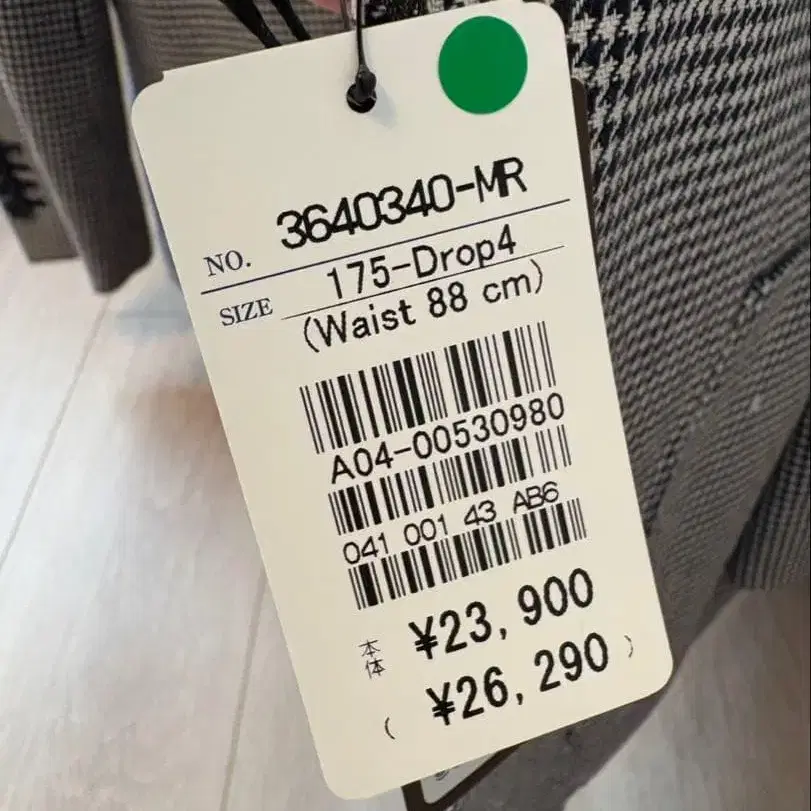 NO. 3640340-MR
SIZE 175-Drop4
(Waist 88 cm)
A04-00530980
041 001 43 AB6
本体 ¥23,900
( ¥26,290 )